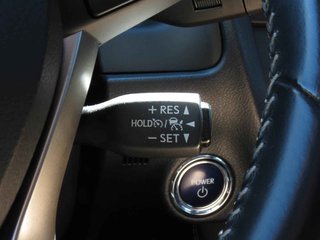 + RES ▲
HOLD / ◀
− SET ▼
POWER